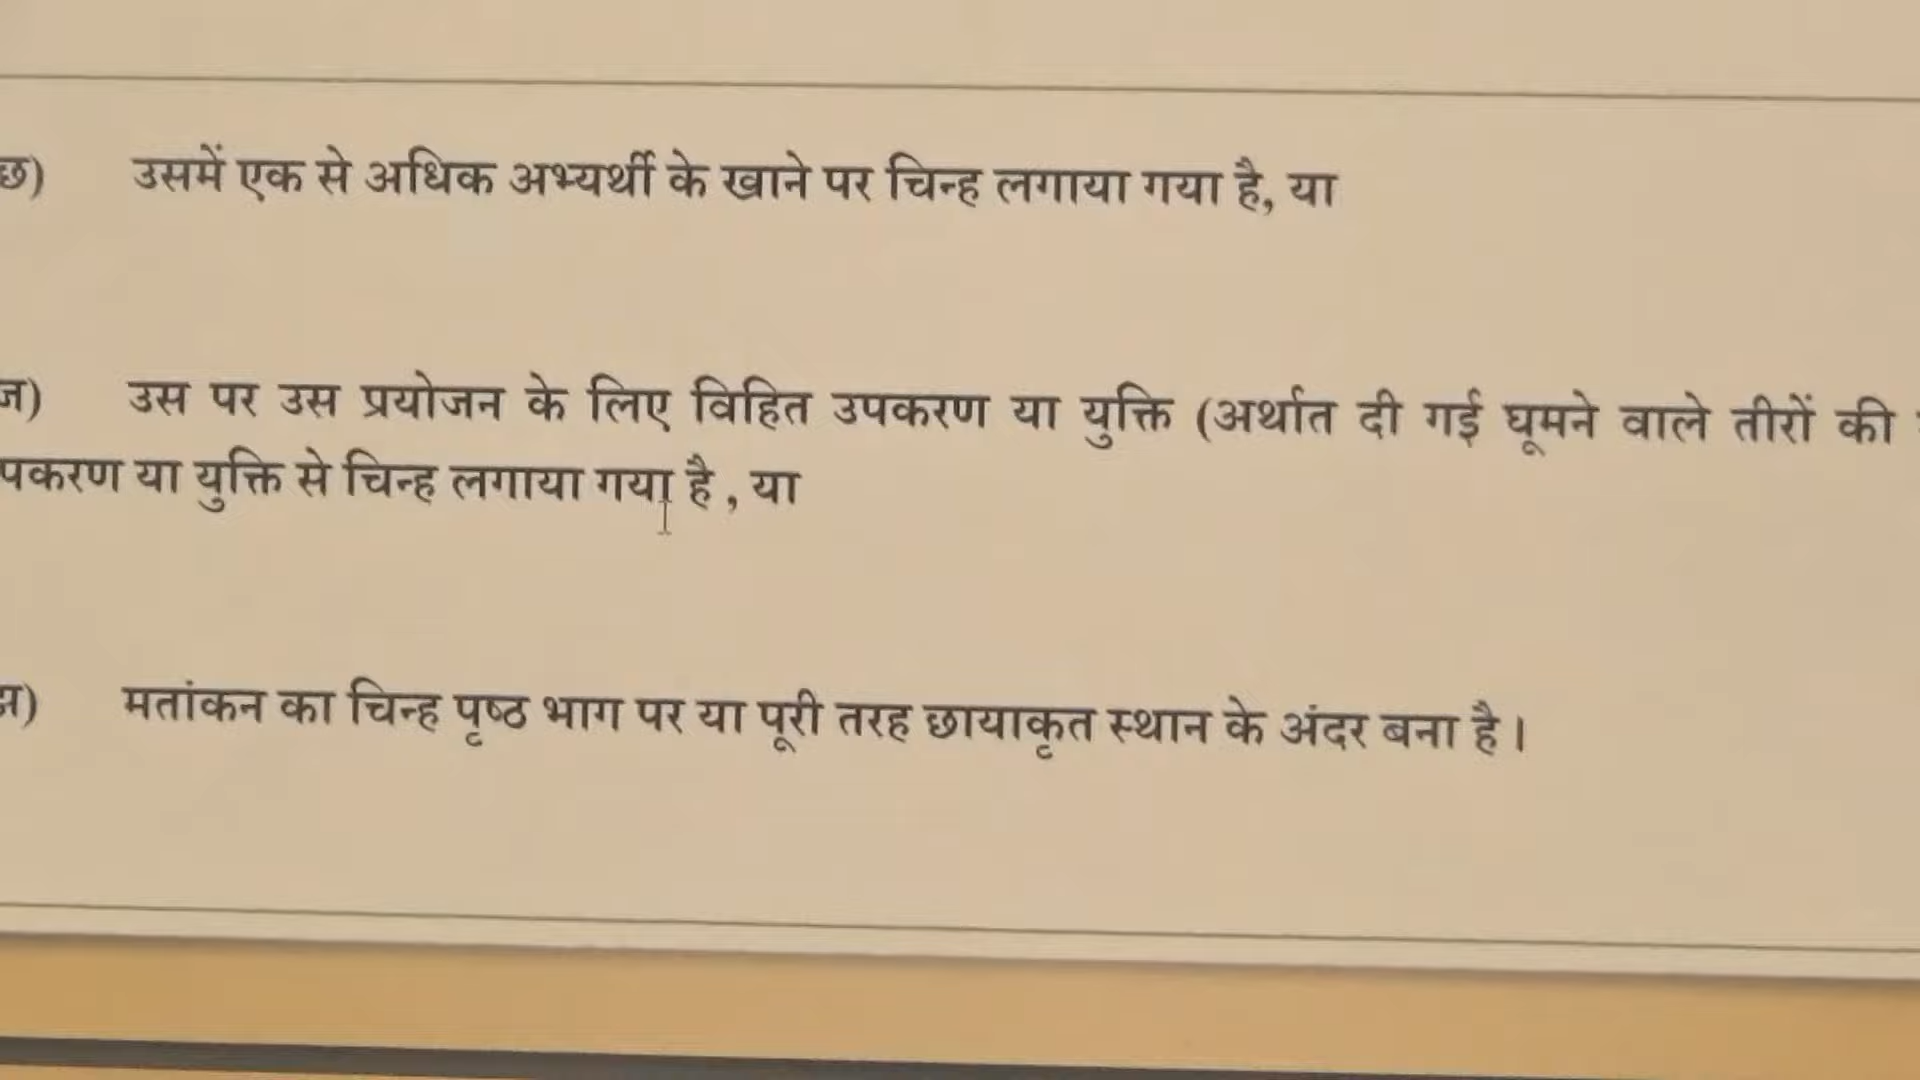 छ) उसमें एक से अधिक अभ्यर्थी के खाने पर चिन्ह लगाया गया है, या
ज) उस पर उस प्रयोजन के लिए विहित उपकरण या युक्ति (अर्थात दी गई घूमने वाले तीरों की
पकरण या युक्ति से चिन्ह लगाया गया है , या
झ) मतांकन का चिन्ह पृष्ठ भाग पर या पूरी तरह छायाकृत स्थान के अंदर बना है।